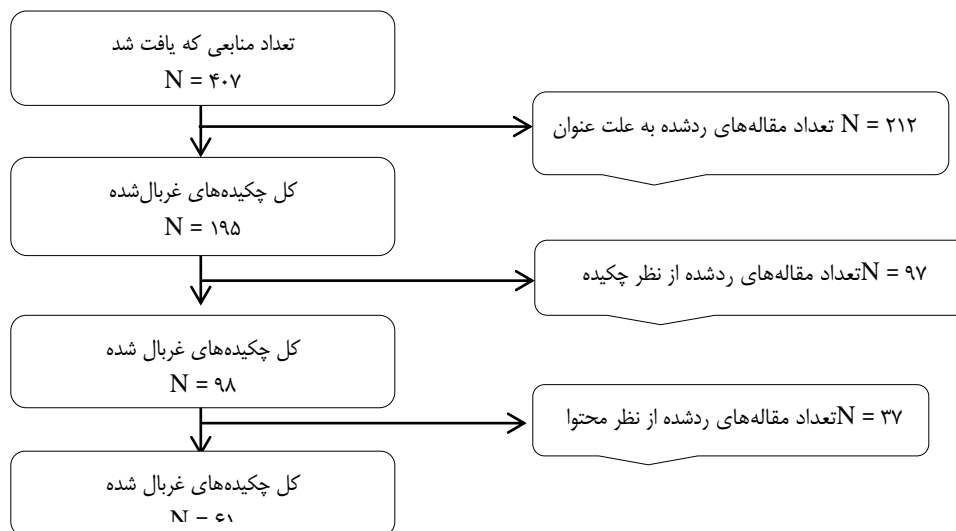 تعداد منابعی که یافت شد
N = ۴۰۷
N = ۲۱۲ تعداد مقاله‌های ردشده به علت عنوان
کل چکیده‌های غربال‌شده
N = ۱۹۵
N = ۹۷تعداد مقاله‌های ردشده از نظر چکیده
کل چکیده‌های غربال شده
N = ۹۸
N = ۳۷تعداد مقاله‌های ردشده از نظر محتوا
کل چکیده‌های غربال شده
N = ۶۱